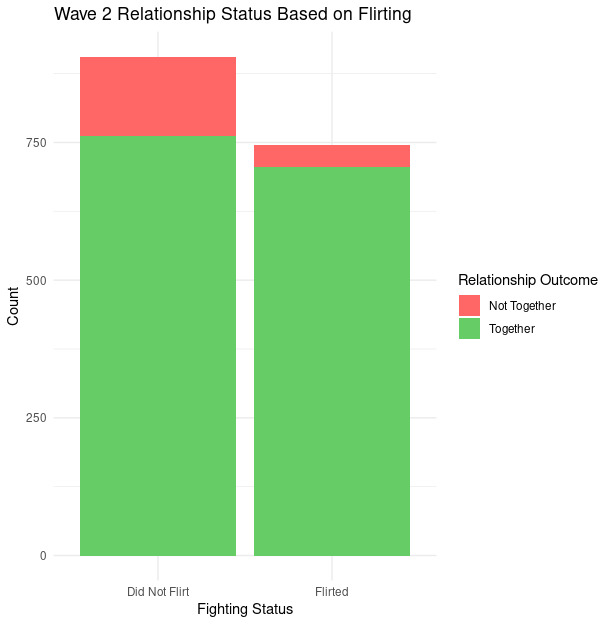 Wave 2 Relationship Status Based on Flirting
Count
750
500
250
0
Did Not Flirt
Flirted
Fighting Status
Relationship Outcome
Not Together
Together